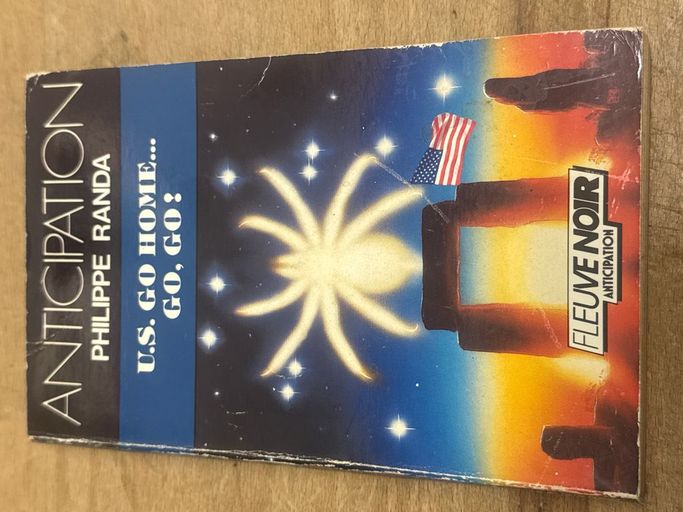 ANTICIPATION
PHILIPPE RANDA
U.S. GO HOME...
GO, GO!
FLEUVE NOIR
ANTICIPATION